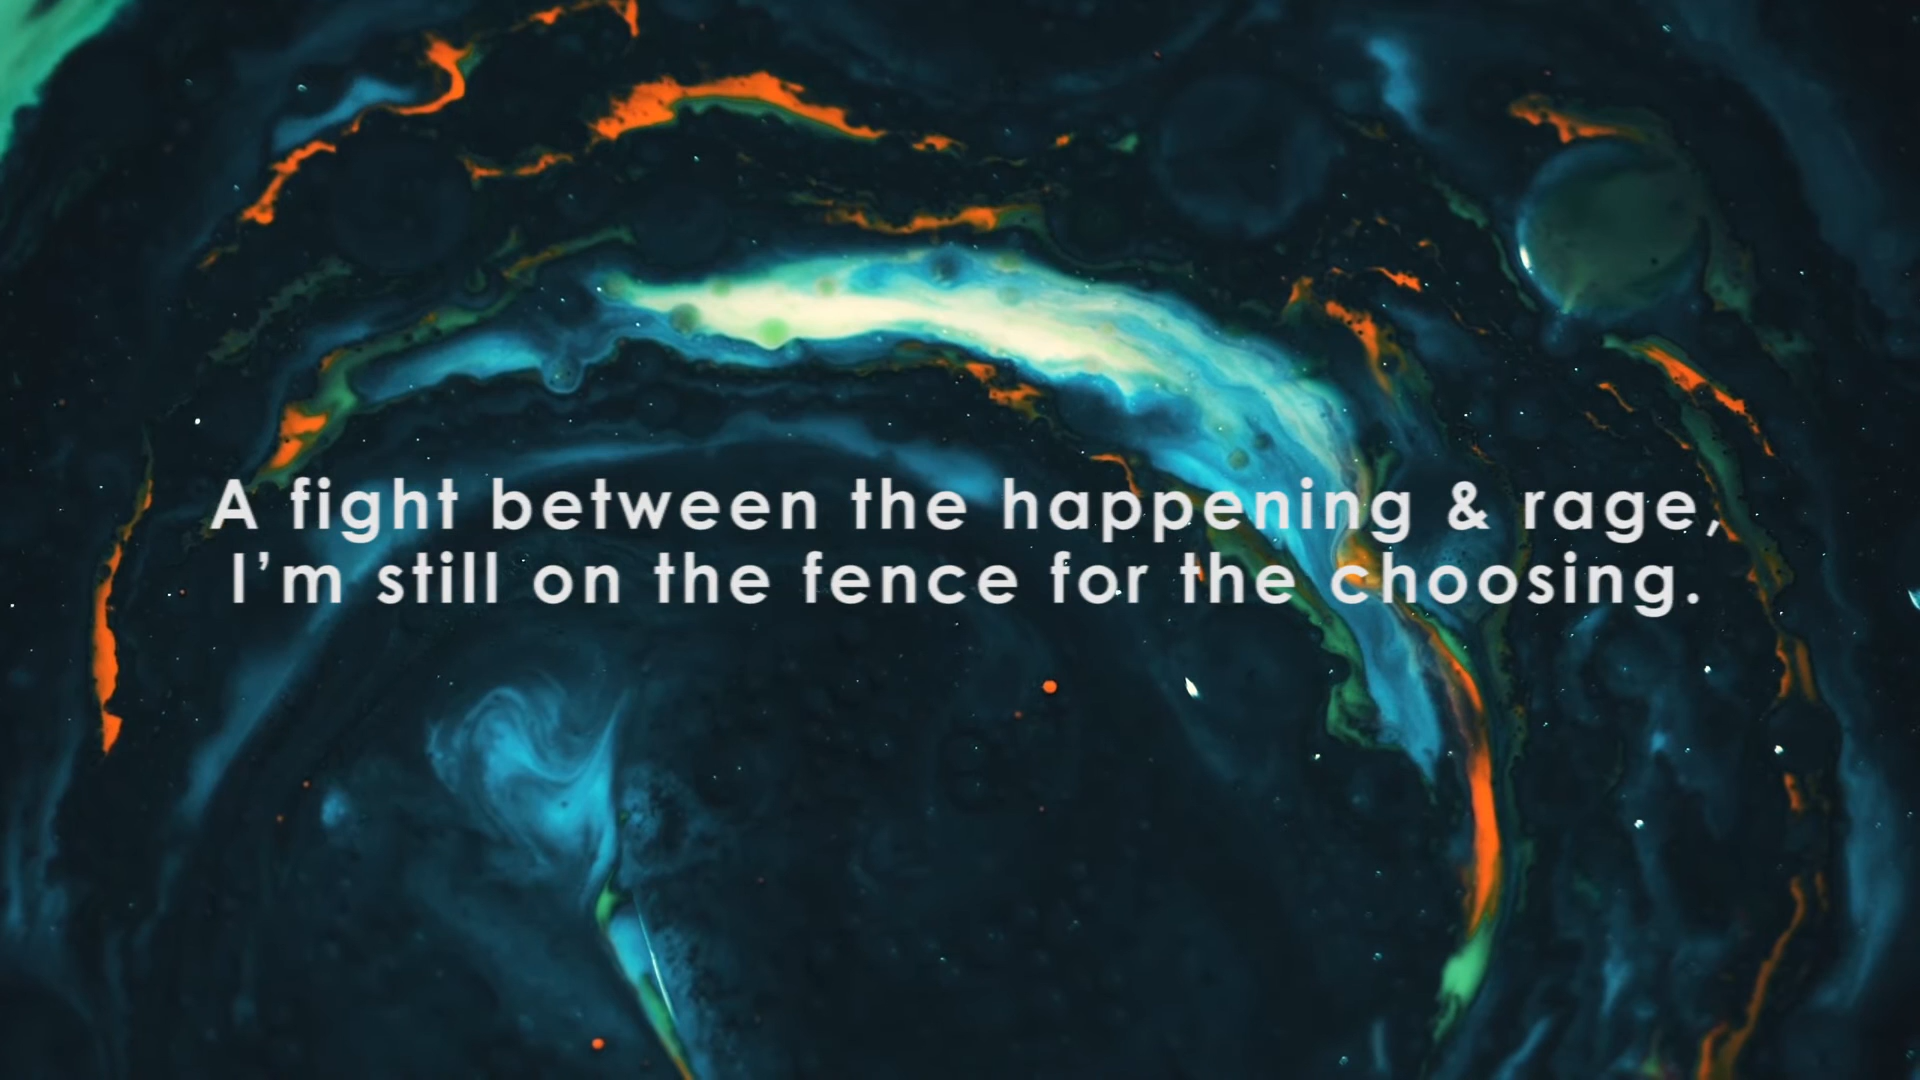 A fight between the happening & rage,
I’m still on the fence for the choosing.